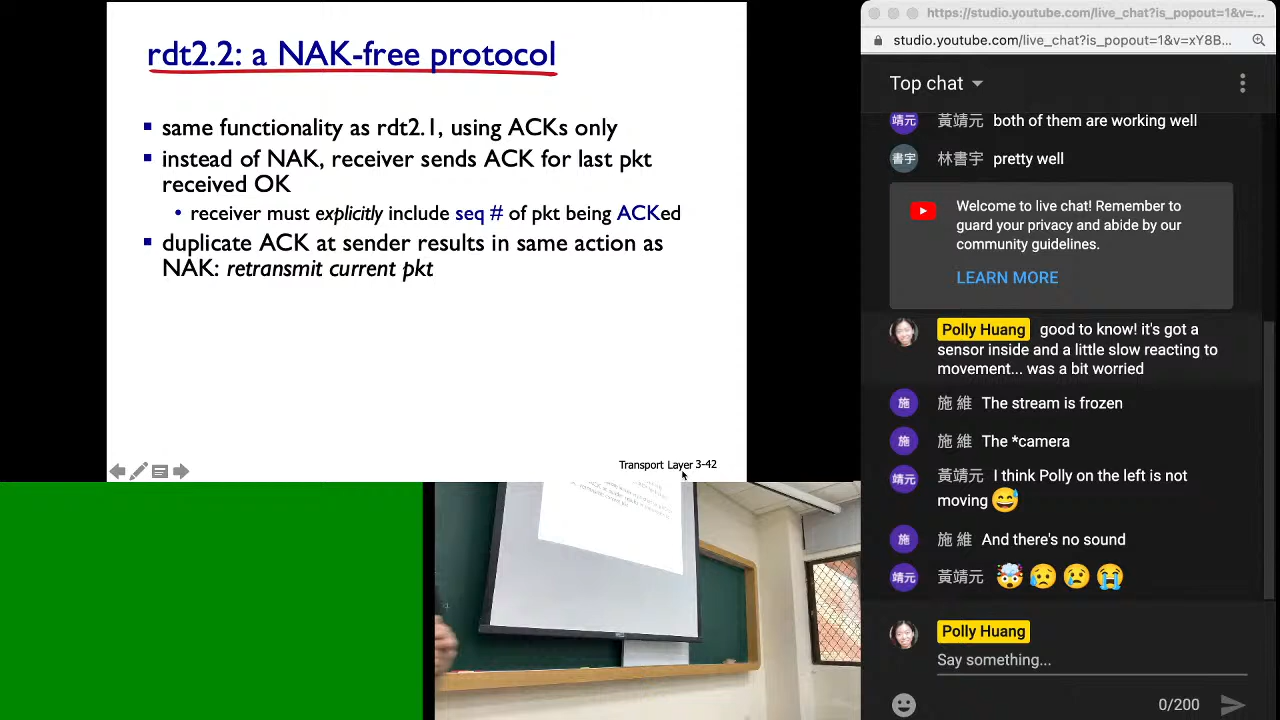 rdt2.2: a NAK-free protocol
▪ same functionality as rdt2.1, using ACKs only
▪ instead of NAK, receiver sends ACK for last pkt
received OK
• receiver must explicitly include seq # of pkt being ACKed
▪ duplicate ACK at sender results in same action as
NAK: retransmit current pkt
Transport Layer 3-42
https://studio.youtube.com/live_chat?is_popout=1&v=...
studio.youtube.com/live_chat?is_popout=1&v=xY8B...
Top chat
靖元 黃靖元 both of them are working well
書宇 林書宇 pretty well
Welcome to live chat! Remember to
guard your privacy and abide by our
community guidelines.
LEARN MORE
Polly Huang good to know! it's got a
sensor inside and a little slow reacting to
movement... was a bit worried
施 施 維 The stream is frozen
施 施 維 The *camera
靖元 黃靖元 I think Polly on the left is not
moving 😅
施 施 維 And there's no sound
靖元 黃靖元 🤯😥😢😭
Polly Huang
Say something...
0/200